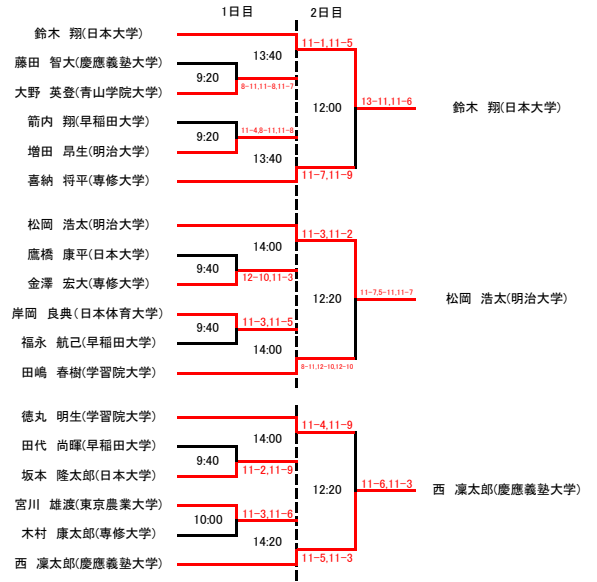 1日目
2日目
鈴木　翔(日本大学)
11-1,11-5
13:40
藤田　智大(慶應義塾大学)
9:20
8-11,11-8,11-7
大野　英登(青山学院大学)
12:00
13-11,11-6
鈴木　翔(日本大学)
箭内　翔(早稲田大学)
9:20
11-4,8-11,11-8
増田　昂生(明治大学)
13:40
喜納　将平(専修大学)
11-7,11-9
松岡　浩太(明治大学)
11-3,11-2
14:00
鷹橋　康平(日本大学)
9:40
12-10,11-3
金澤　宏大(専修大学)
12:20
11-7,5-11,11-7
松岡　浩太(明治大学)
岸岡　良典(日本体育大学)
9:40
11-3,11-5
福永　航己(早稲田大学)
14:00
田嶋　春樹(学習院大学)
8-11,12-10,12-10
徳丸　明生(学習院大学)
11-4,11-9
14:00
田代　尚暉(早稲田大学)
9:40
11-2,11-9
坂本　隆太郎(日本大学)
12:20
11-6,11-3
西　凜太郎(慶應義塾大学)
宮川　雄渡(東京農業大学)
10:00
11-3,11-6
木村　康太郎(専修大学)
14:20
西　凜太郎(慶應義塾大学)
11-5,11-3